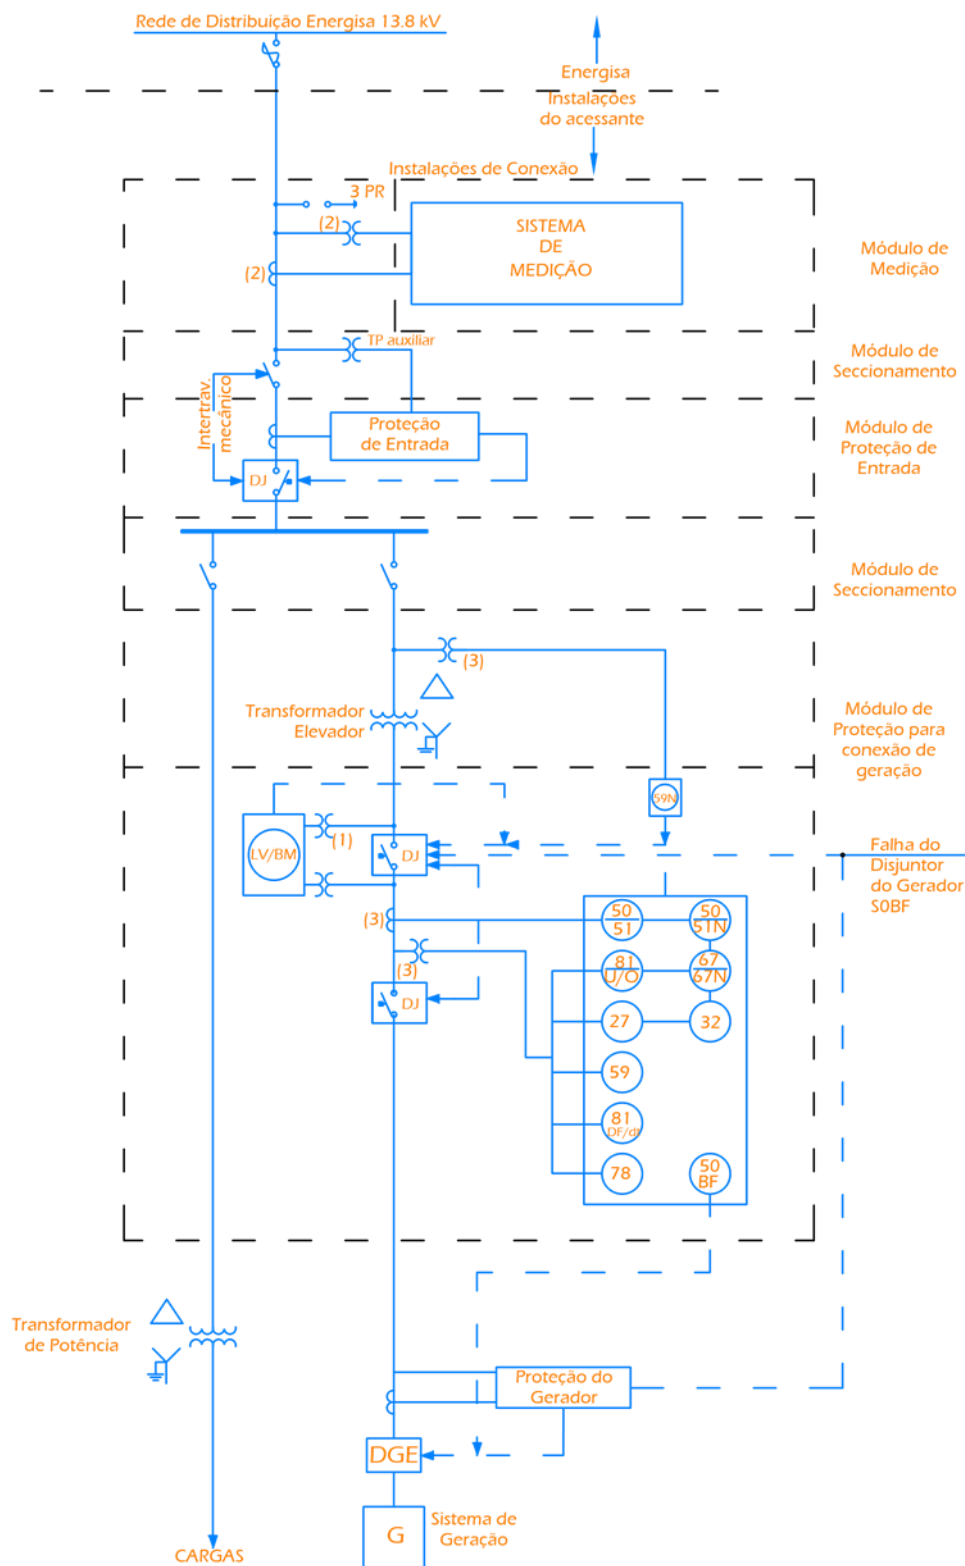 Rede de Distribuição Energisa 13.8 kV
Energisa
Instalações
do acessante
Instalações de Conexão
3 PR
(2)
SISTEMA
DE
MEDIÇÃO
(2)
Módulo de
Medição
TP auxiliar
Módulo de
Seccionamento
Intertrav.
mecânico
Proteção
de Entrada
Módulo de
Proteção de
Entrada
DJ
Módulo de
Seccionamento
(3)
Transformador
Elevador
Módulo de
Proteção para
conexão de
geração
59N
(1)
LV/BM
DJ
Falha do
Disjuntor
do Gerador
S0BF
50
51
50
51N
(3)
81
U/O
67
67N
(3)
DJ
27
32
59
81
DF/dt
78
50
BF
Transformador
de Potência
Proteção do
Gerador
DGE
G
Sistema de
Geração
CARGAS